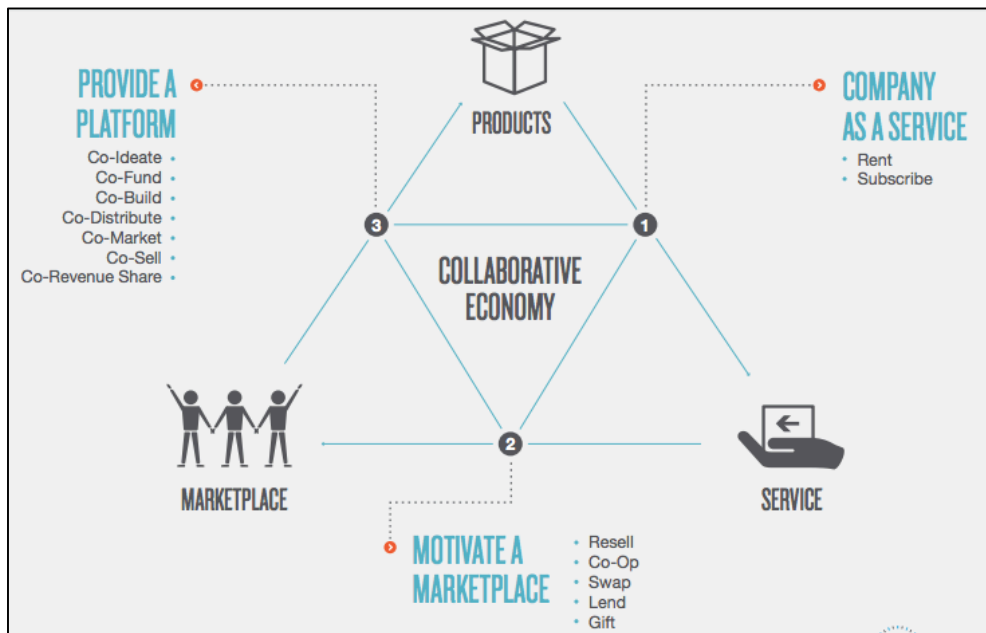 PROVIDE A
PLATFORM
Co-Ideate •
Co-Fund •
Co-Build •
Co-Distribute •
Co-Market •
Co-Sell •
Co-Revenue Share •
PRODUCTS
COMPANY
AS A SERVICE
• Rent
• Subscribe
3
1
COLLABORATIVE
ECONOMY
2
MARKETPLACE
SERVICE
MOTIVATE A
MARKETPLACE
• Resell
• Co-Op
• Swap
• Lend
• Gift